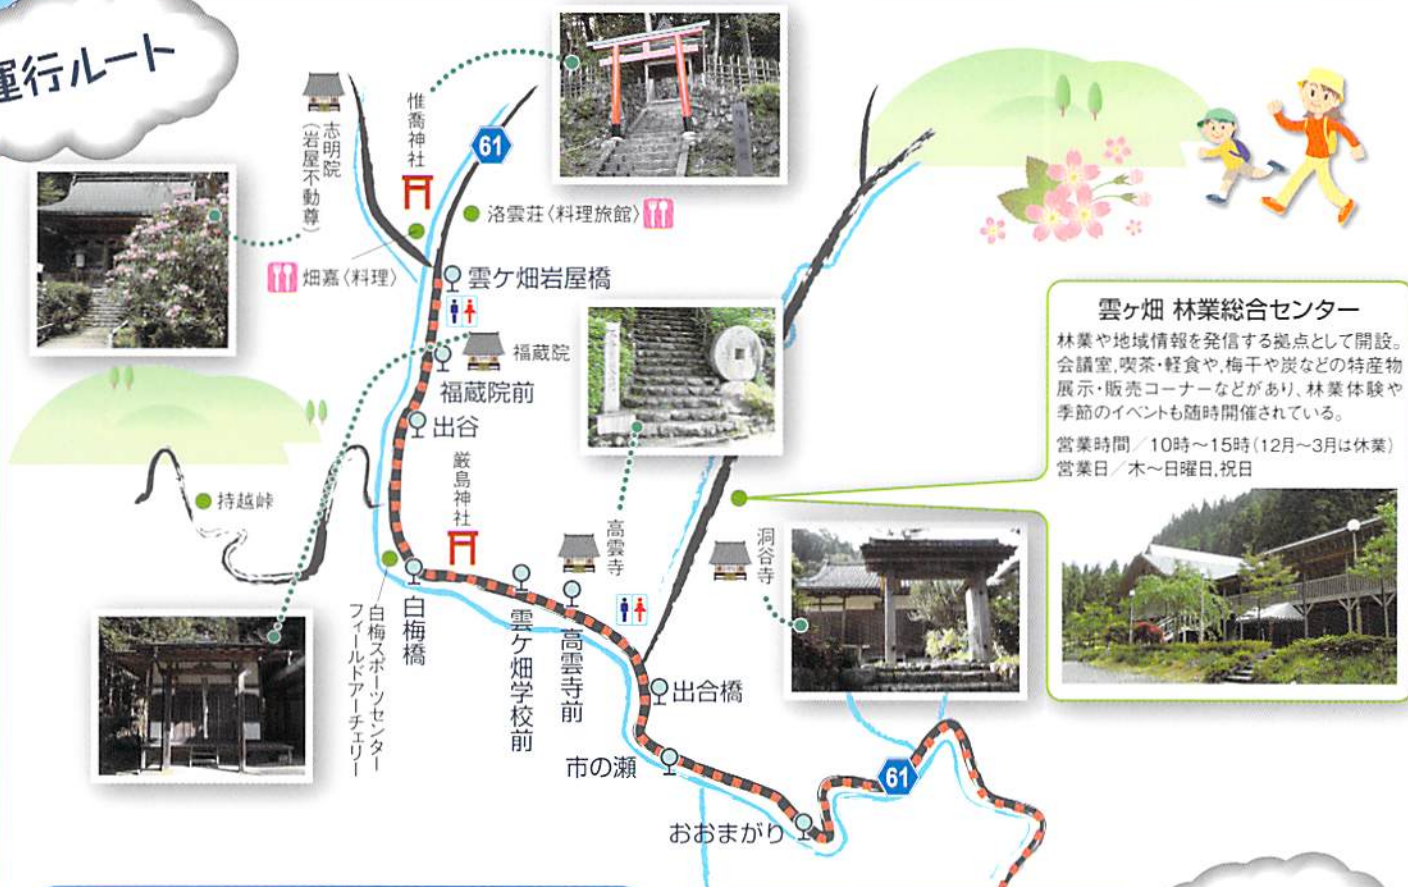 運行ルート
志明院
(岩屋不動尊)
惟喬神社
61
洛雲荘〈料理旅館〉
畑嘉〈料理〉
雲ケ畑岩屋橋
福蔵院
福蔵院前
出谷
厳島神社
持越峠
白梅橋
白梅スポーツセンター
フィールドアーチェリー
雲ケ畑学校前
高雲寺前
高雲寺
洞谷寺
出合橋
市の瀬
おおまがり
61
雲ヶ畑 林業総合センター
林業や地域情報を発信する拠点として開設。
会議室,喫茶・軽食や,梅干や炭などの特産物
展示・販売コーナーなどがあり、林業体験や
季節のイベントも随時開催されている。
営業時間／10時～15時(12月～3月は休業)
営業日／木～日曜日,祝日